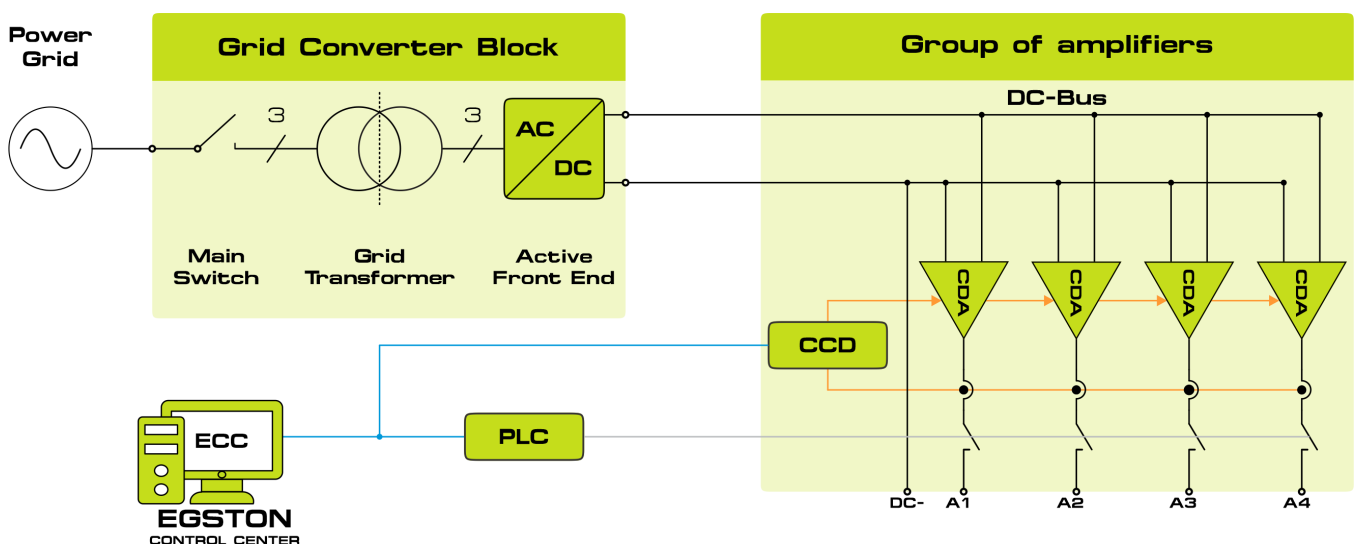 Power
Grid
Grid Converter Block
Group of amplifiers
DC-Bus
3
3
AC
DC
Main
Switch
Grid
Transformer
Active
Front End
CDA
CDA
CDA
CDA
CCD
ECC
PLC
EGSTON
CONTROL CENTER
DC-
A1
A2
A3
A4